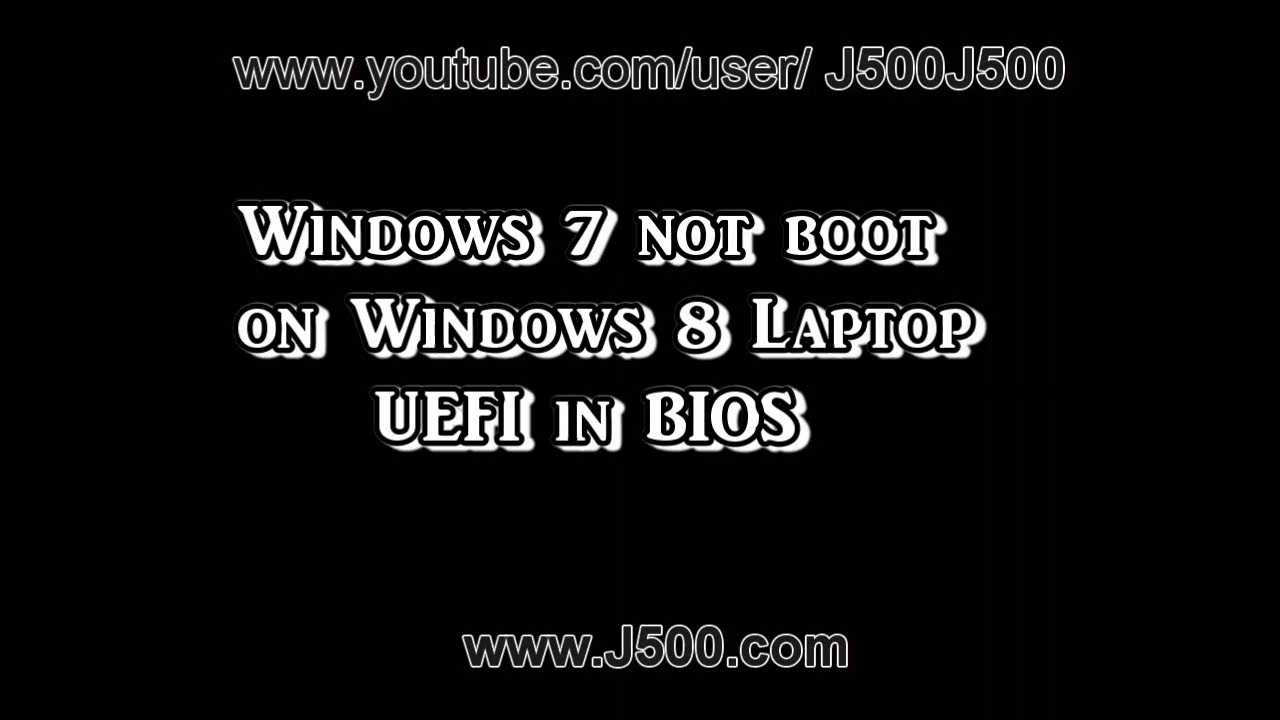 www.youtube.com/user/ J500J500
Windows 7 not boot
on Windows 8 Laptop
UEFI in BIOS
www.J500.com